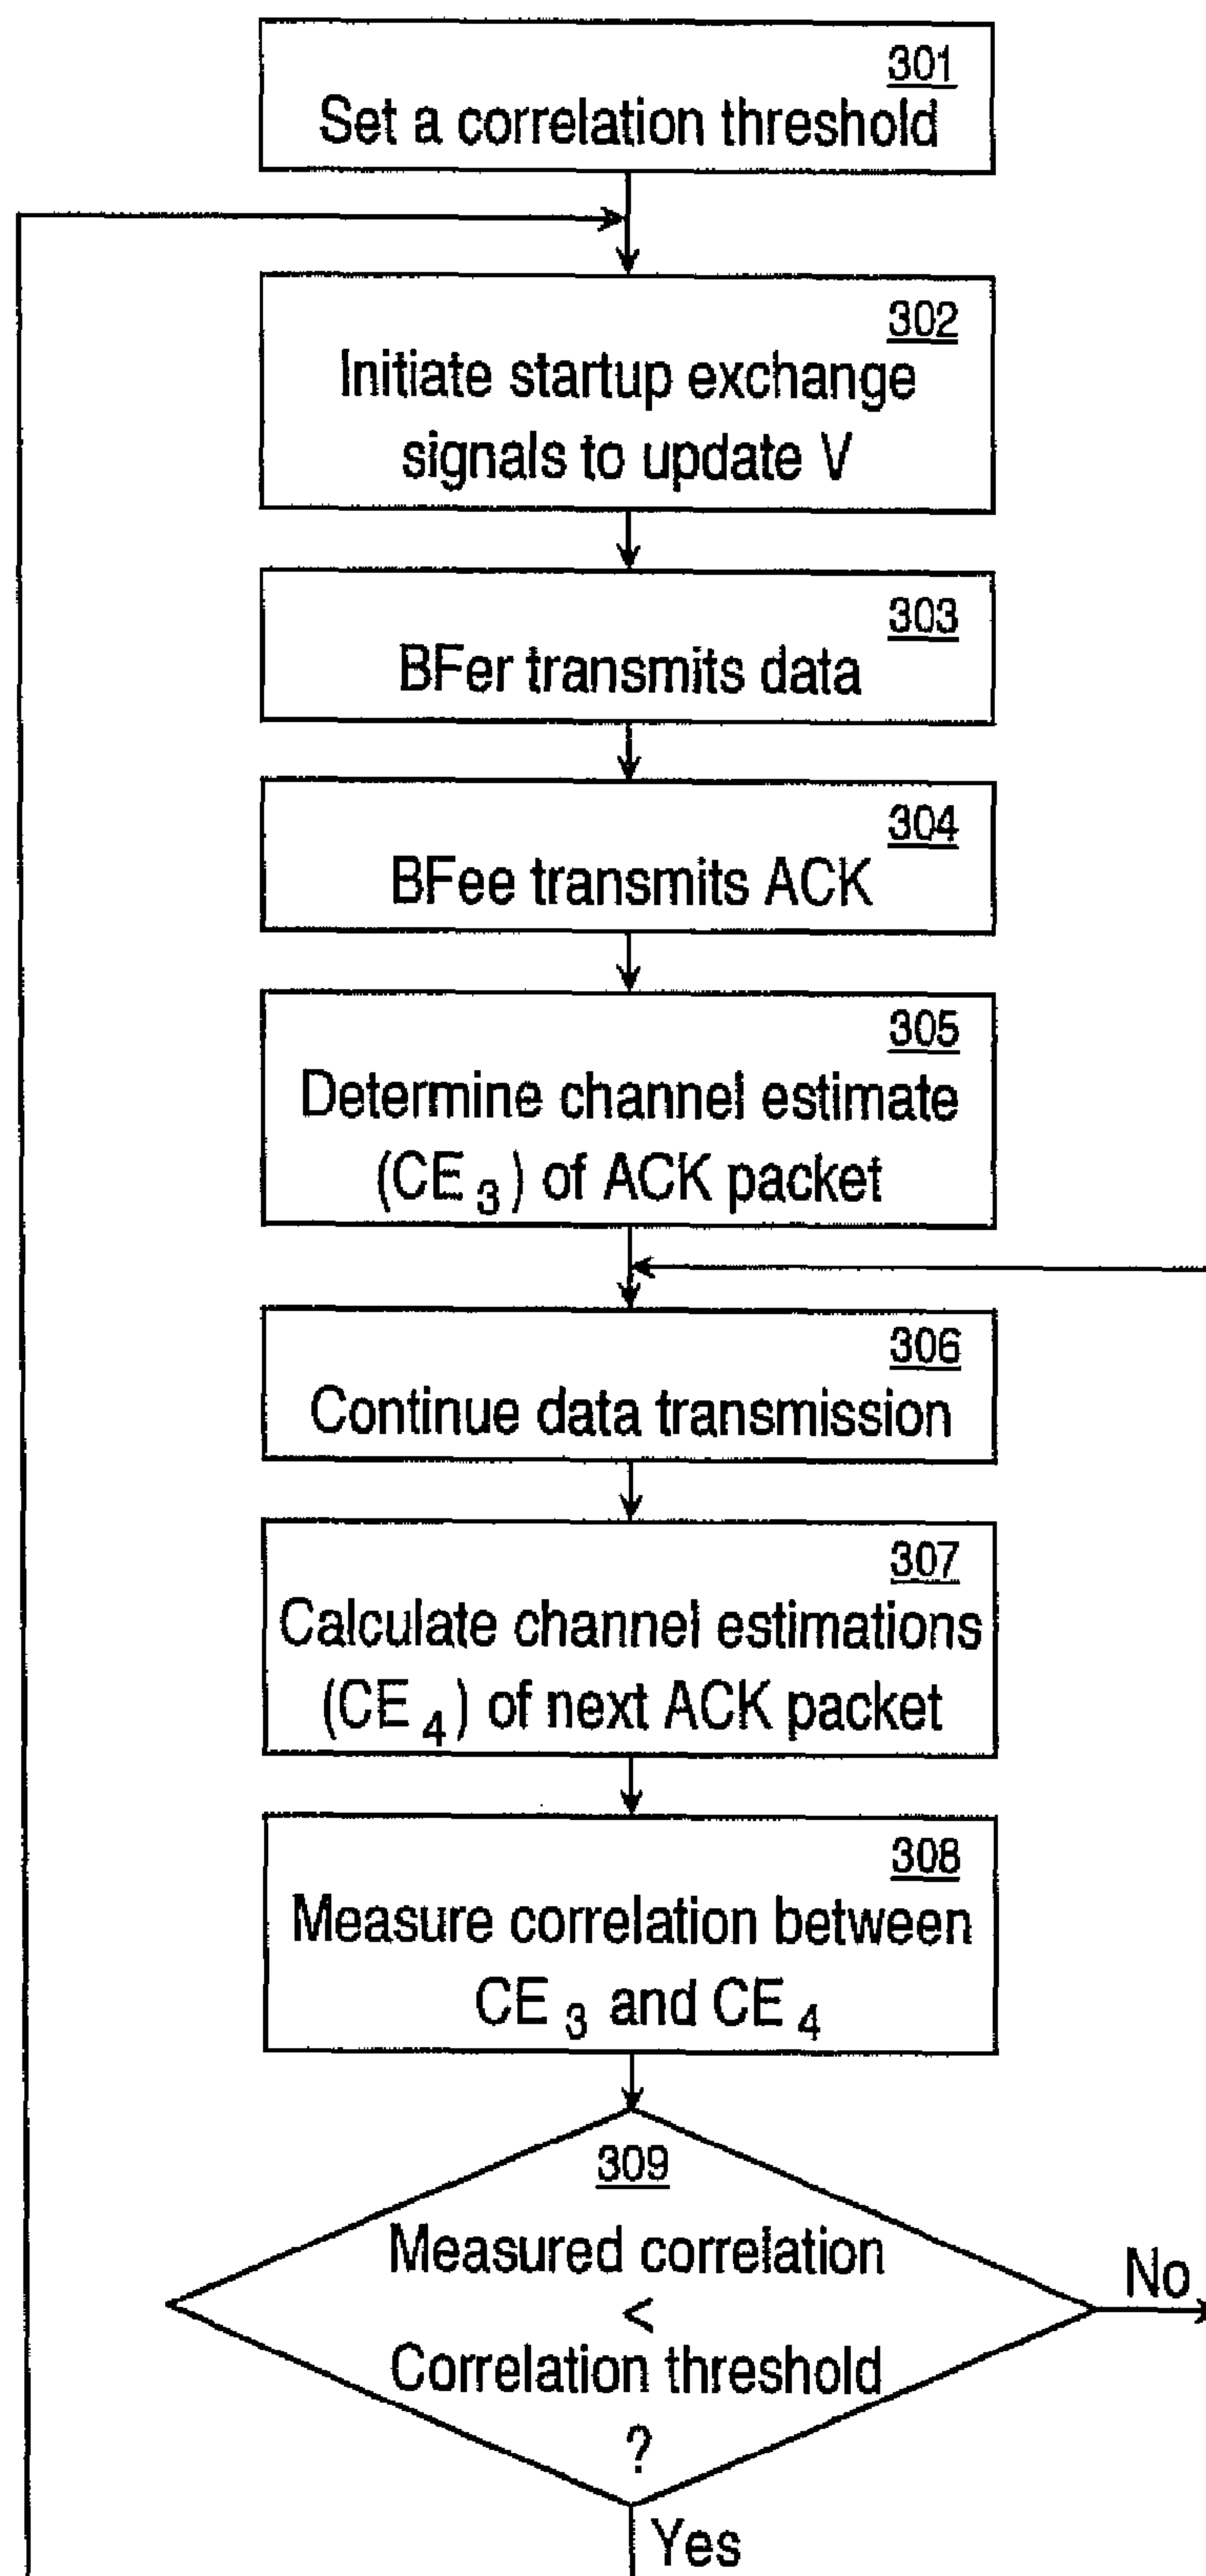 301
Set a correlation threshold
302
Initiate startup exchange
signals to update V
303
BFer transmits data
304
BFee transmits ACK
305
Determine channel estimate
(CE 3) of ACK packet
306
Continue data transmission
307
Calculate channel estimations
(CE 4) of next ACK packet
308
Measure correlation between
CE 3 and CE 4
309
Measured correlation
<
Correlation threshold
?
No
Yes